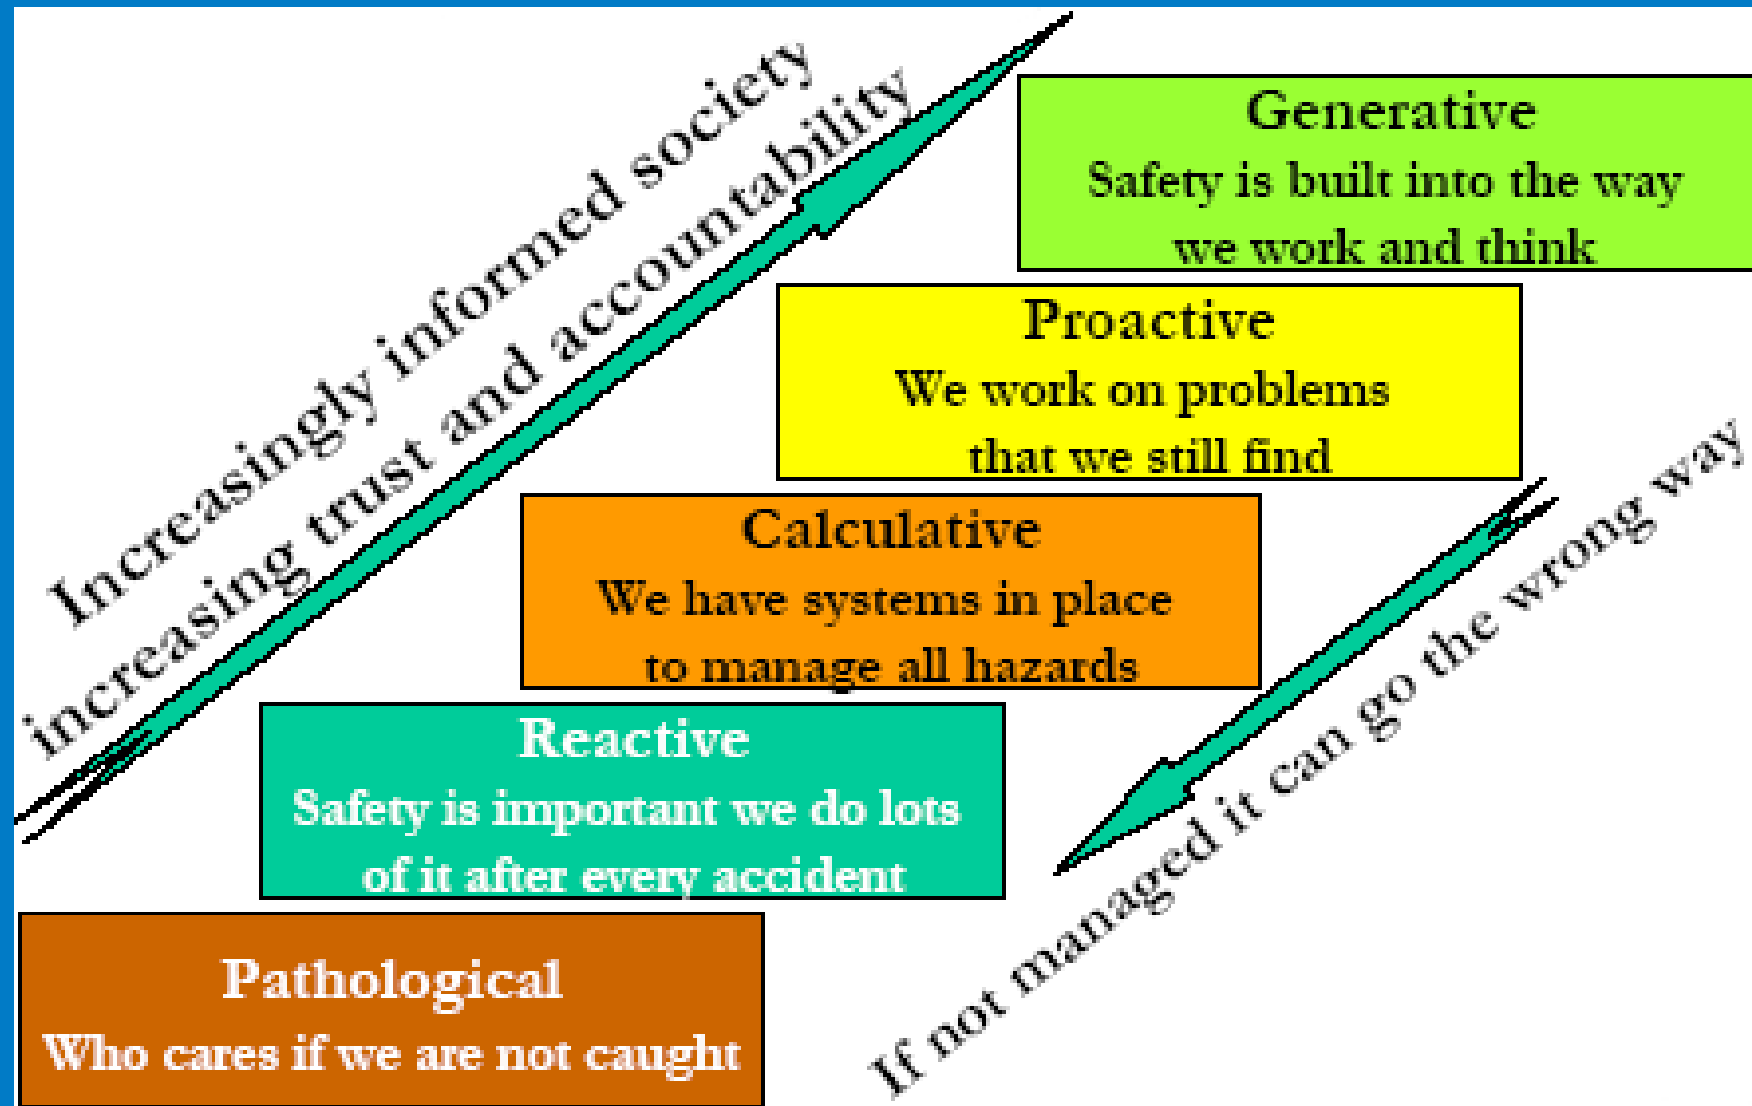 Increasingly informed society
increasing trust and accountability
Generative
Safety is built into the way
we work and think
Proactive
We work on problems
that we still find
Calculative
We have systems in place
to manage all hazards
Reactive
Safety is important we do lots
of it after every accident
Pathological
Who cares if we are not caught
If not managed it can go the wrong way